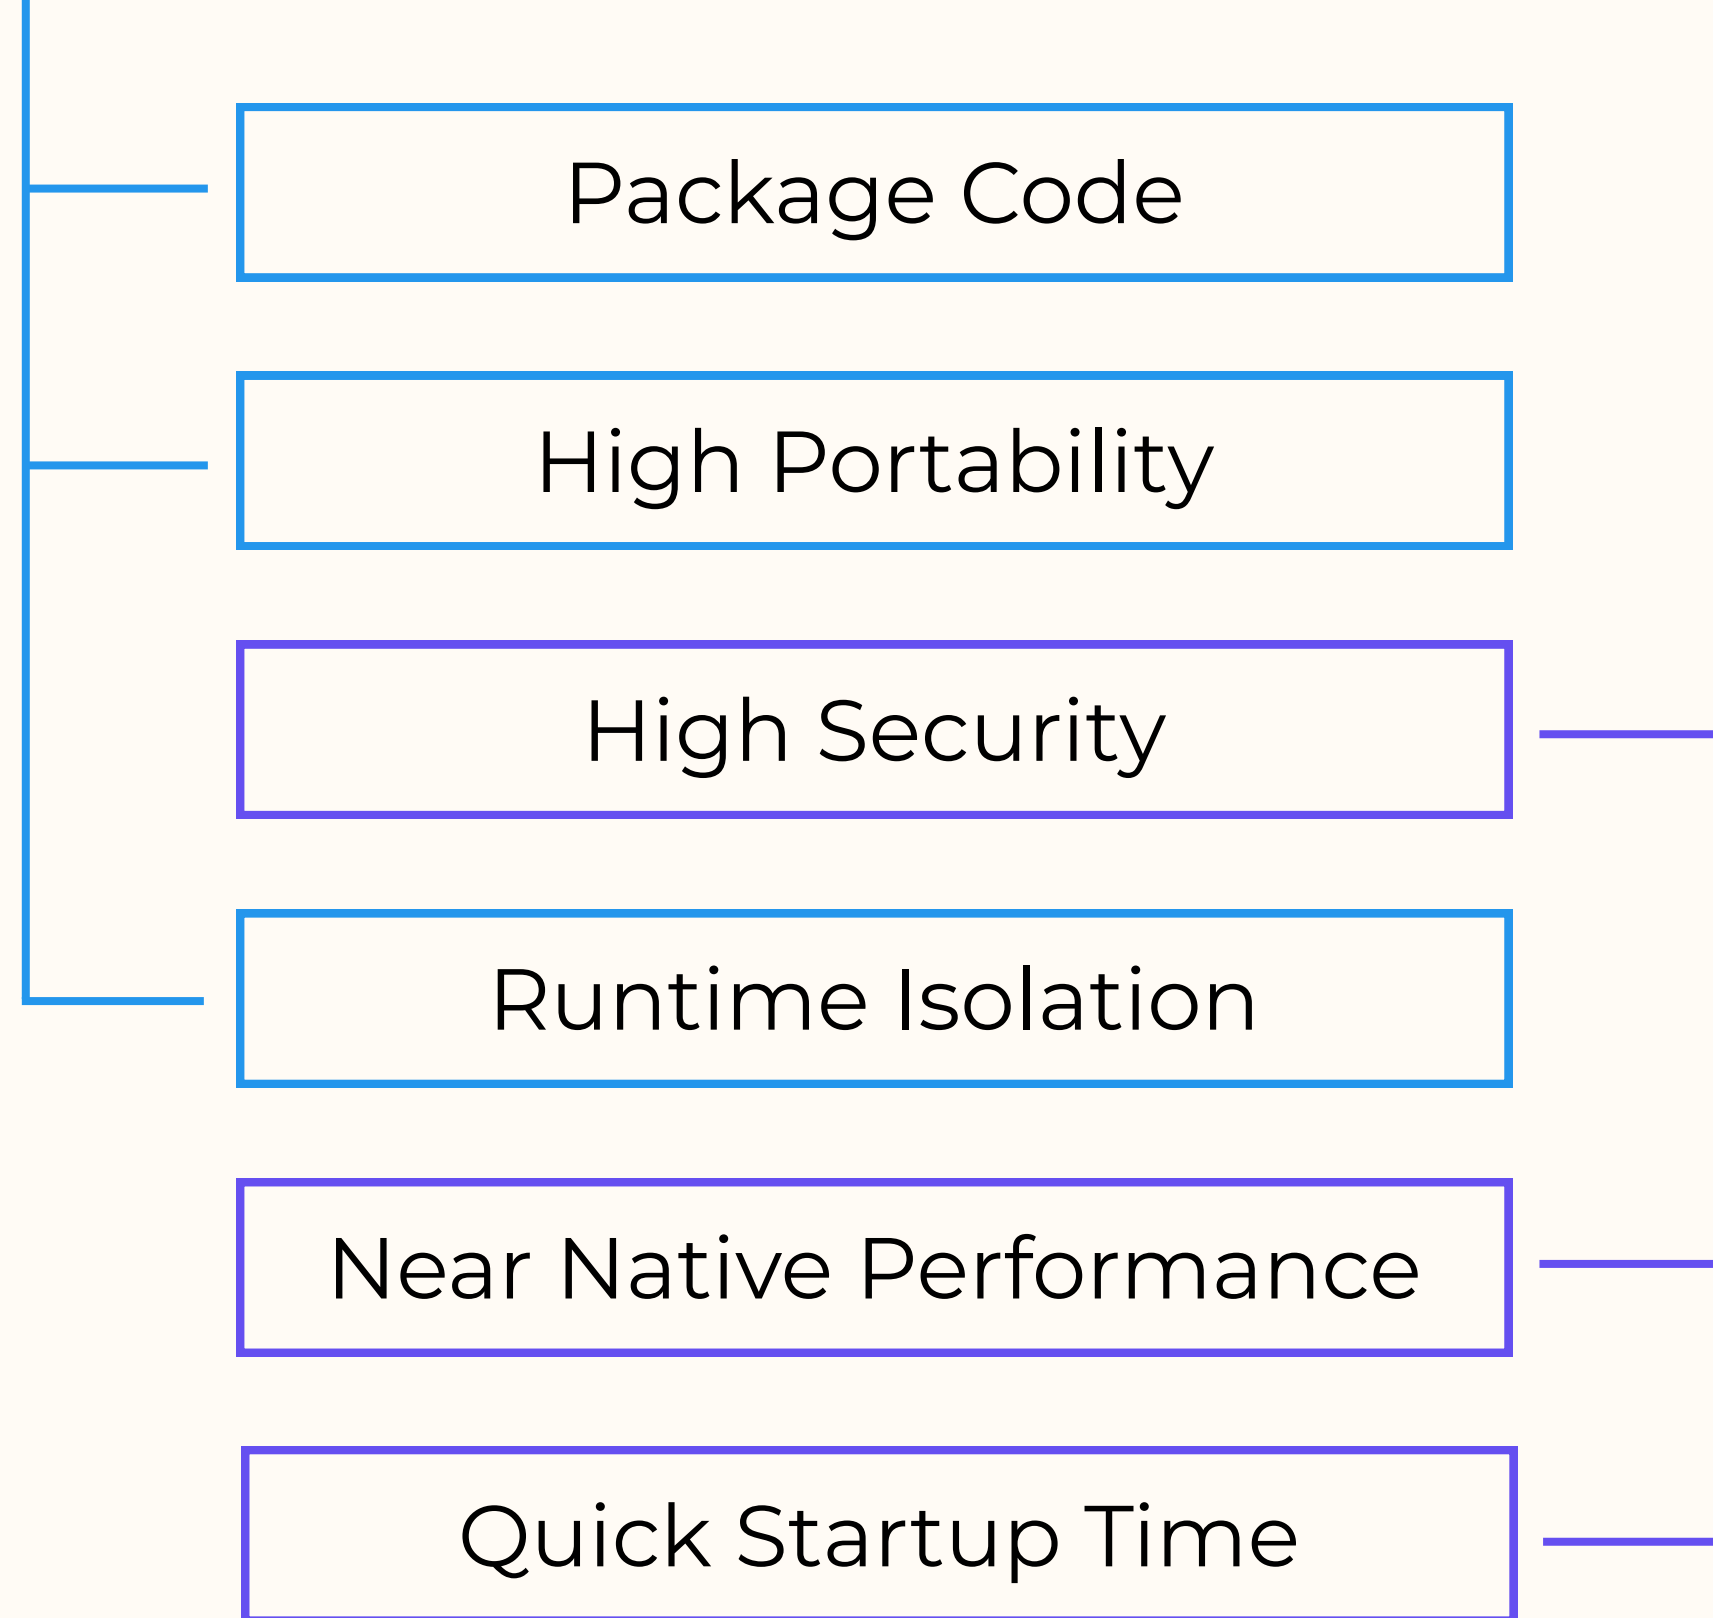 Package Code
High Portability
High Security
Runtime Isolation
Near Native Performance
Quick Startup Time